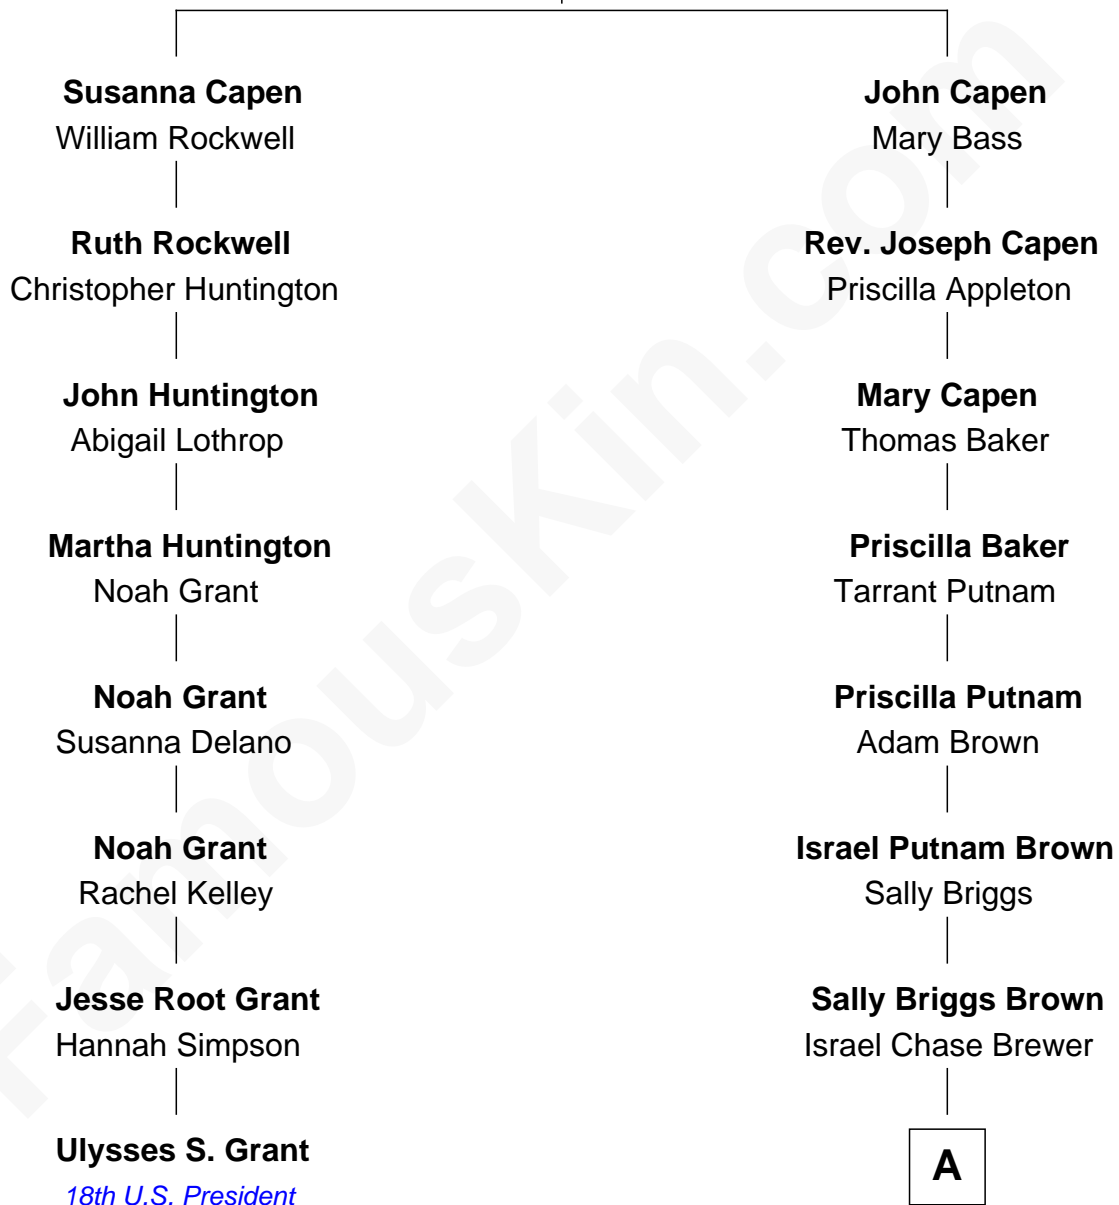 Susanna Capen
William Rockwell
Ruth Rockwell
Christopher Huntington
John Huntington
Abigail Lothrop
Martha Huntington
Noah Grant
Noah Grant
Susanna Delano
Noah Grant
Rachel Kelley
Jesse Root Grant
Hannah Simpson
Ulysses S. Grant
18th U.S. President
John Capen
Mary Bass
Rev. Joseph Capen
Priscilla Appleton
Mary Capen
Thomas Baker
Priscilla Baker
Tarrant Putnam
Priscilla Putnam
Adam Brown
Israel Putnam Brown
Sally Briggs
Sally Briggs Brown
Israel Chase Brewer
A
FamousKin.com